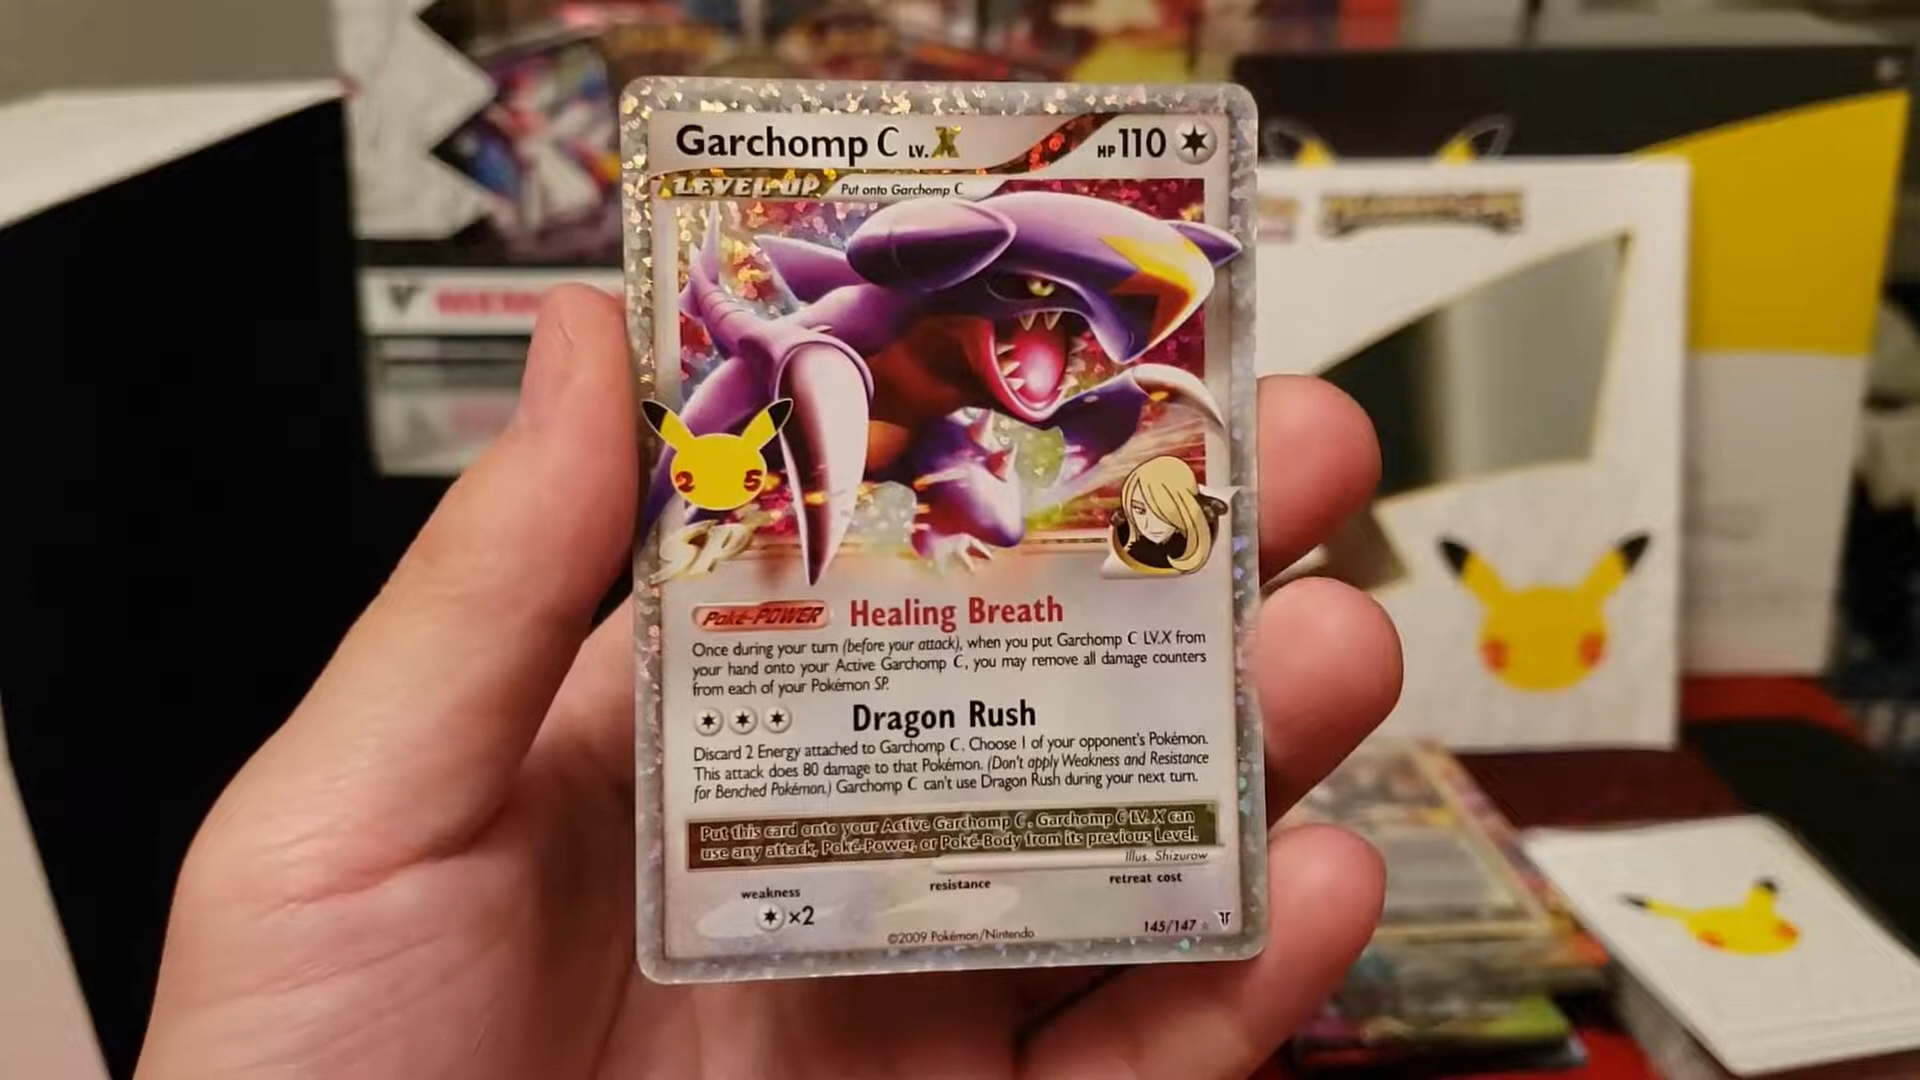 Garchomp C LV.X
HP 110
LEVEL-UP Put onto Garchomp C
2 5
SP
Poké-POWER Healing Breath
Once during your turn (before your attack), when you put Garchomp C LV.X from
your hand onto your Active Garchomp C, you may remove all damage counters
from each of your Pokémon SP.
Dragon Rush
Discard 2 Energy attached to Garchomp C. Choose 1 of your opponent's Pokémon.
This attack does 80 damage to that Pokémon. (Don't apply Weakness and Resistance
for Benched Pokémon.) Garchomp C can't use Dragon Rush during your next turn.
Put this card onto your Active Garchomp C. Garchomp C LV.X can
use any attack, Poké-Power, or Poké-Body from its previous Level.
Illus. Shizurow
weakness
resistance
retreat cost
×2
©2009 Pokémon/Nintendo
145/147